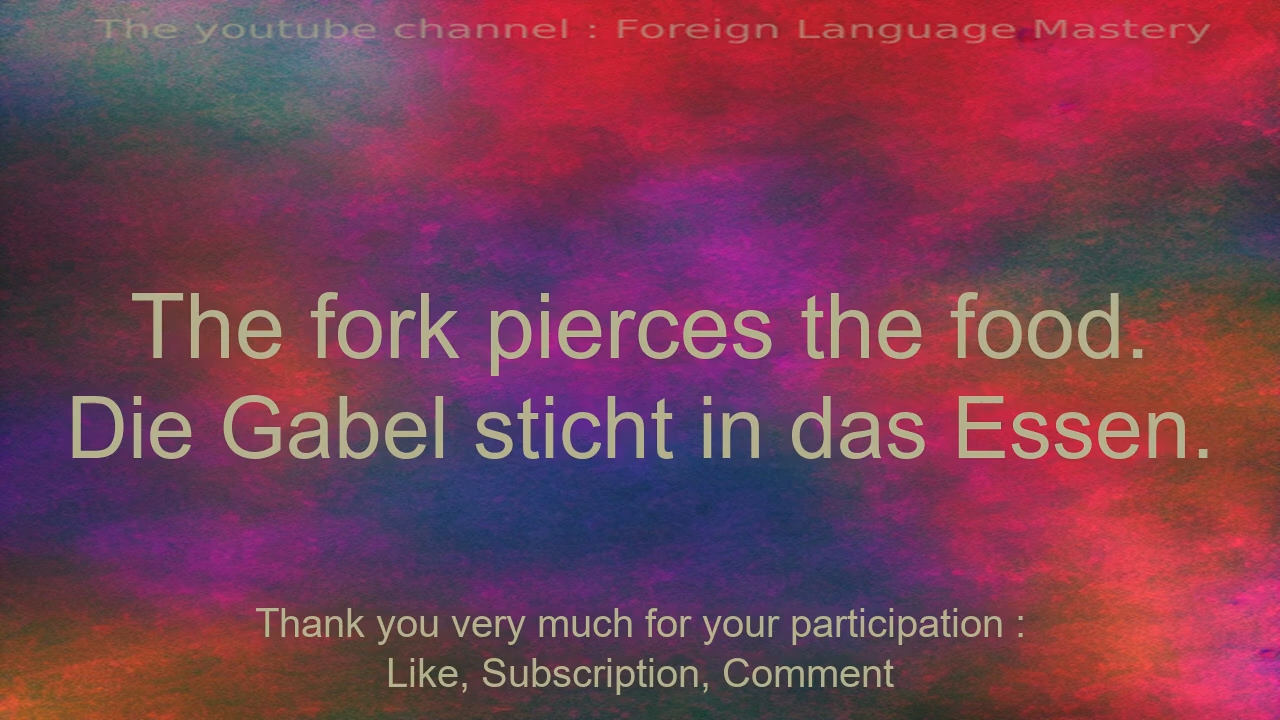 The youtube channel : Foreign Language Mastery
The fork pierces the food.
Die Gabel sticht in das Essen.
Thank you very much for your participation :
Like, Subscription, Comment